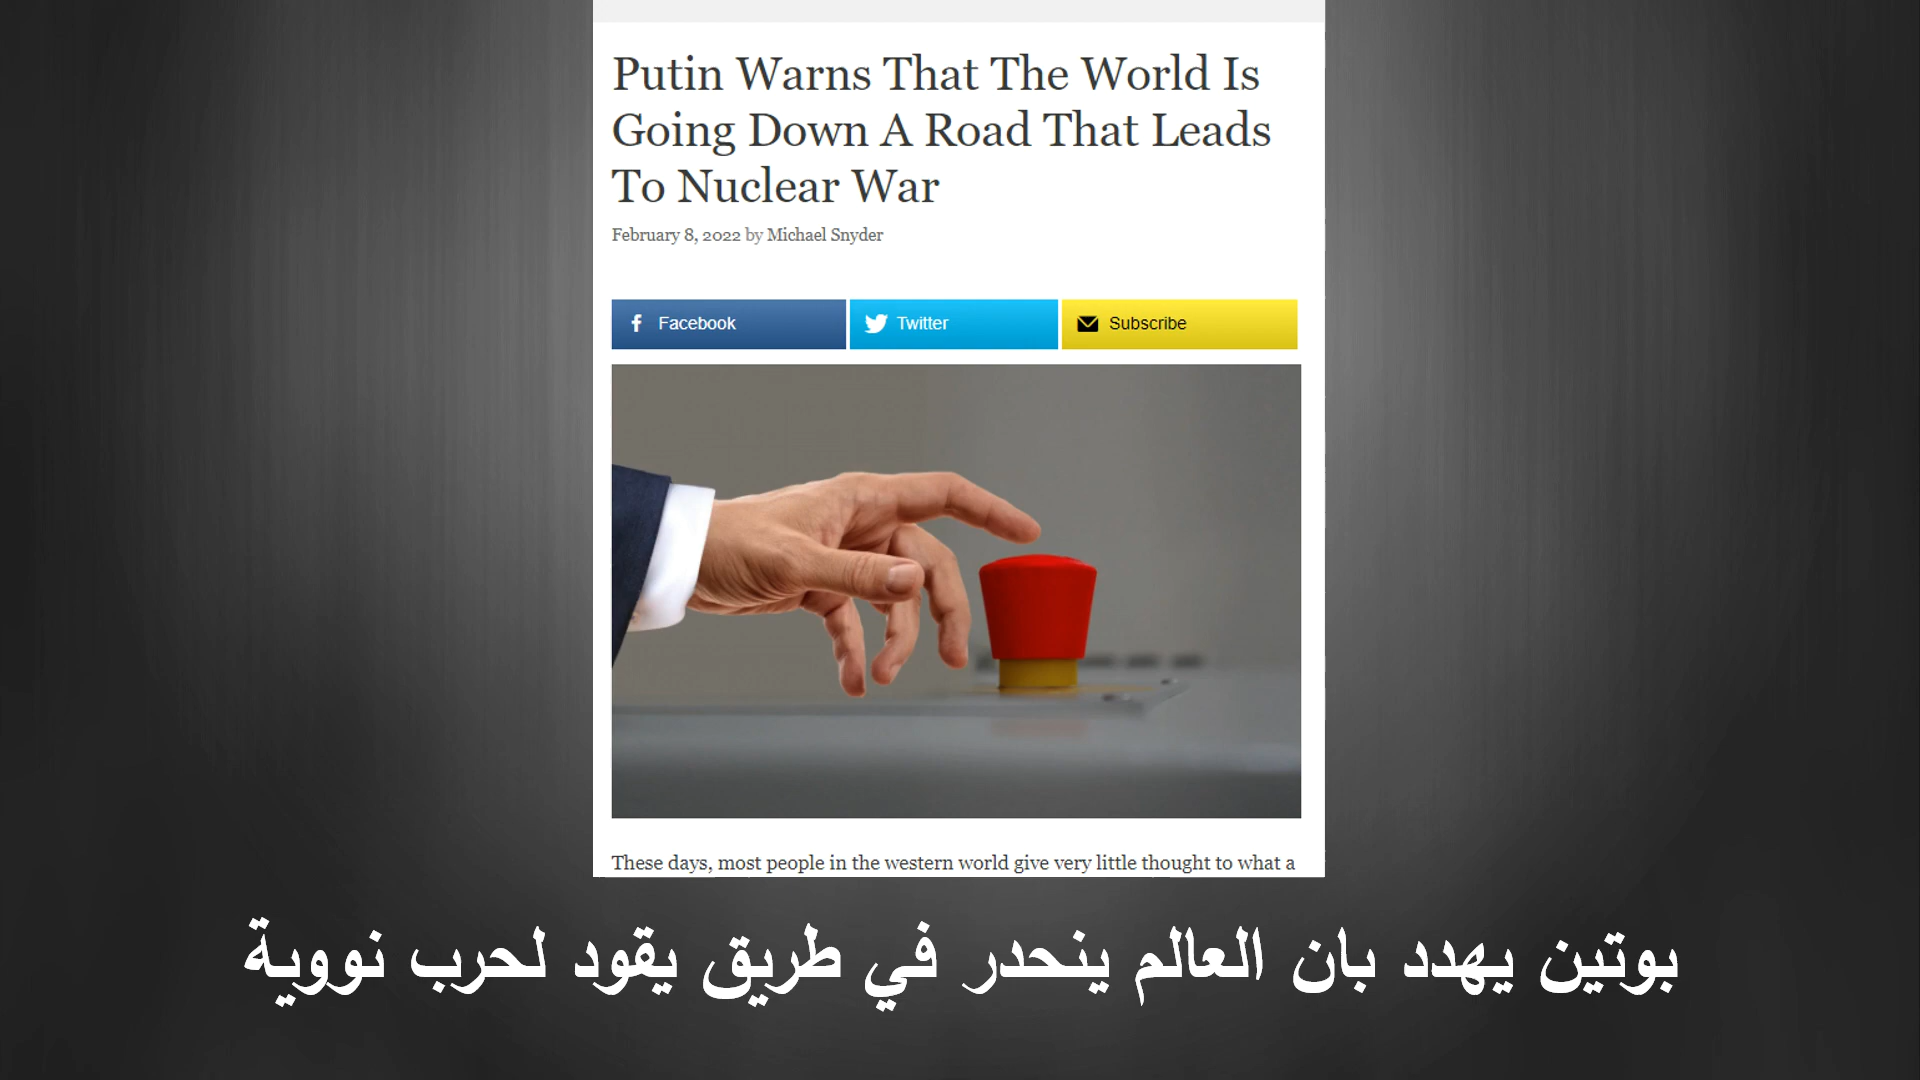 Putin Warns That The World Is
Going Down A Road That Leads
To Nuclear War
February 8, 2022 by Michael Snyder
Facebook
Twitter
Subscribe
These days, most people in the western world give very little thought to what a
بوتين يهدد بان العالم ينحدر في طريق يقود لحرب نووية